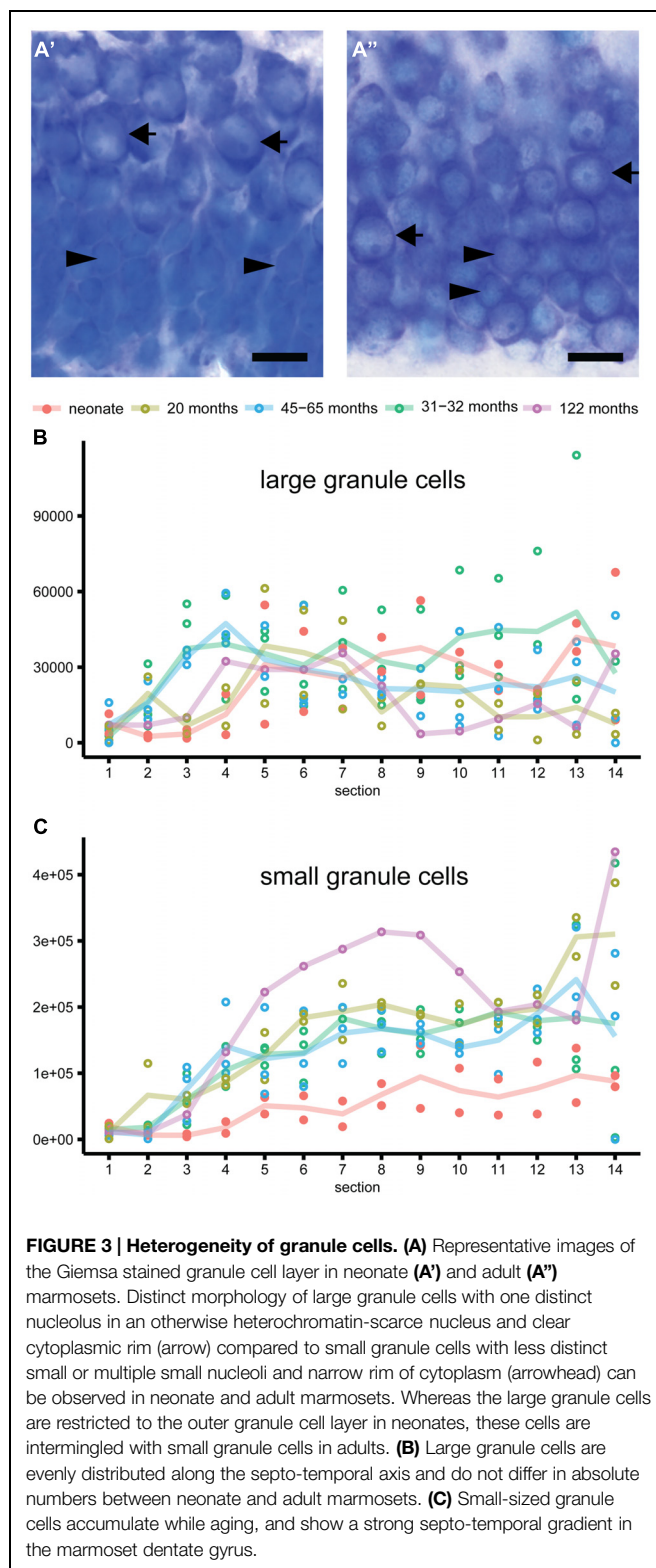 A’ A’’
neonate 20 months 45−65 months 31−32 months 122 months
B
large granule cells
90000
60000
30000
0
1 2 3 4 5 6 7 8 9 10 11 12 13 14
section
C
small granule cells
4e+05
3e+05
2e+05
1e+05
0e+00
1 2 3 4 5 6 7 8 9 10 11 12 13 14
section
FIGURE 3 | Heterogeneity of granule cells. (A) Representative images of
the Giemsa stained granule cell layer in neonate (A’) and adult (A’’)
marmosets. Distinct morphology of large granule cells with one distinct
nucleolus in an otherwise heterochromatin-scarce nucleus and clear
cytoplasmic rim (arrow) compared to small granule cells with less distinct
small or multiple small nucleoli and narrow rim of cytoplasm (arrowhead) can
be observed in neonate and adult marmosets. Whereas the large granule cells
are restricted to the outer granule cell layer in neonates, these cells are
intermingled with small granule cells in adults. (B) Large granule cells are
evenly distributed along the septo-temporal axis and do not differ in absolute
numbers between neonate and adult marmosets. (C) Small-sized granule
cells accumulate while aging, and show a strong septo-temporal gradient in
the marmoset dentate gyrus.